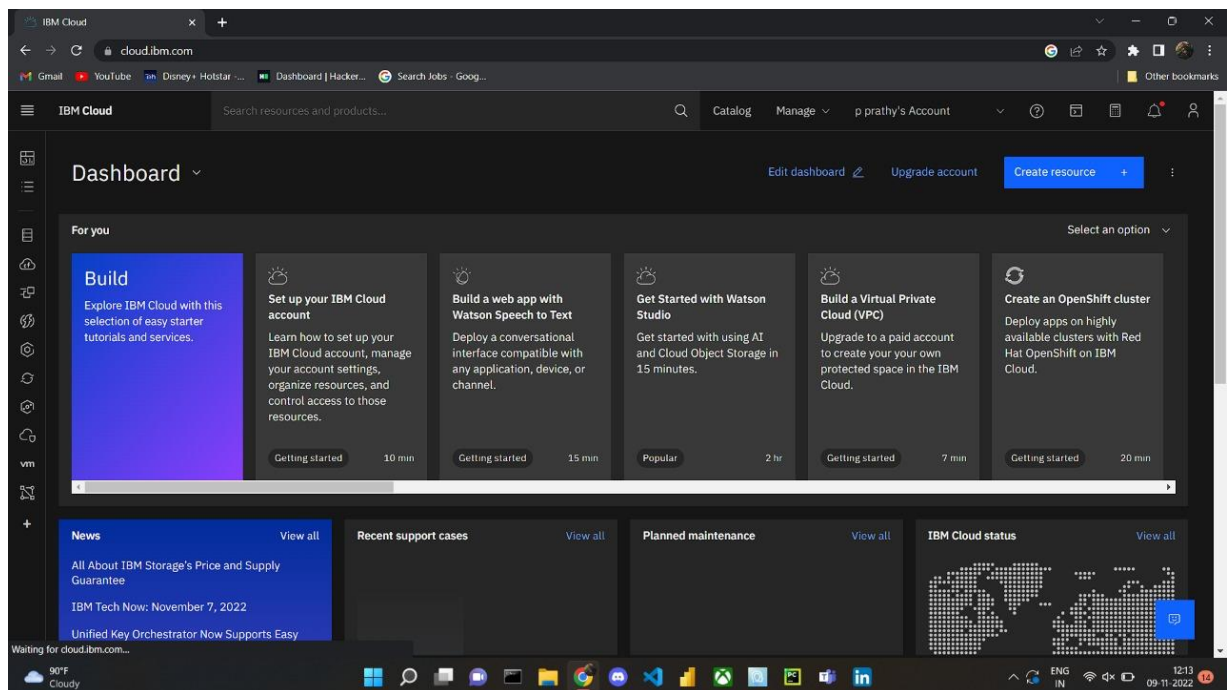 IBM Cloud
cloud.ibm.com
Gmail YouTube Disney+ Hotstar -... Dashboard | Hacker... Search Jobs - Goog... Other bookmarks
IBM Cloud Search resources and products... Catalog Manage p prathy's Account
Dashboard Edit dashboard Upgrade account Create resource +
For you Select an option
Build
Explore IBM Cloud with this
selection of easy starter
tutorials and services.
Set up your IBM Cloud
account
Learn how to set up your
IBM Cloud account, manage
your account settings,
organize resources, and
control access to those
resources.
Getting started 10 min
Build a web app with
Watson Speech to Text
Deploy a conversational
interface compatible with
any application, device, or
channel.
Getting started 15 min
Get Started with Watson
Studio
Get started with using AI
and Cloud Object Storage in
15 minutes.
Popular 2 hr
Build a Virtual Private
Cloud (VPC)
Upgrade to a paid account
to create your your own
protected space in the IBM
Cloud.
Getting started 7 min
Create an OpenShift cluster
Deploy apps on highly
available clusters with Red
Hat OpenShift on IBM
Cloud.
Getting started 20 min
vm
News View all
All About IBM Storage's Price and Supply
Guarantee
IBM Tech Now: November 7, 2022
Unified Key Orchestrator Now Supports Easy
Recent support cases View all
Planned maintenance View all
IBM Cloud status View all
Waiting for cloud.ibm.com...
90°F
Cloudy
ENG
IN
12:13
09-11-2022
14